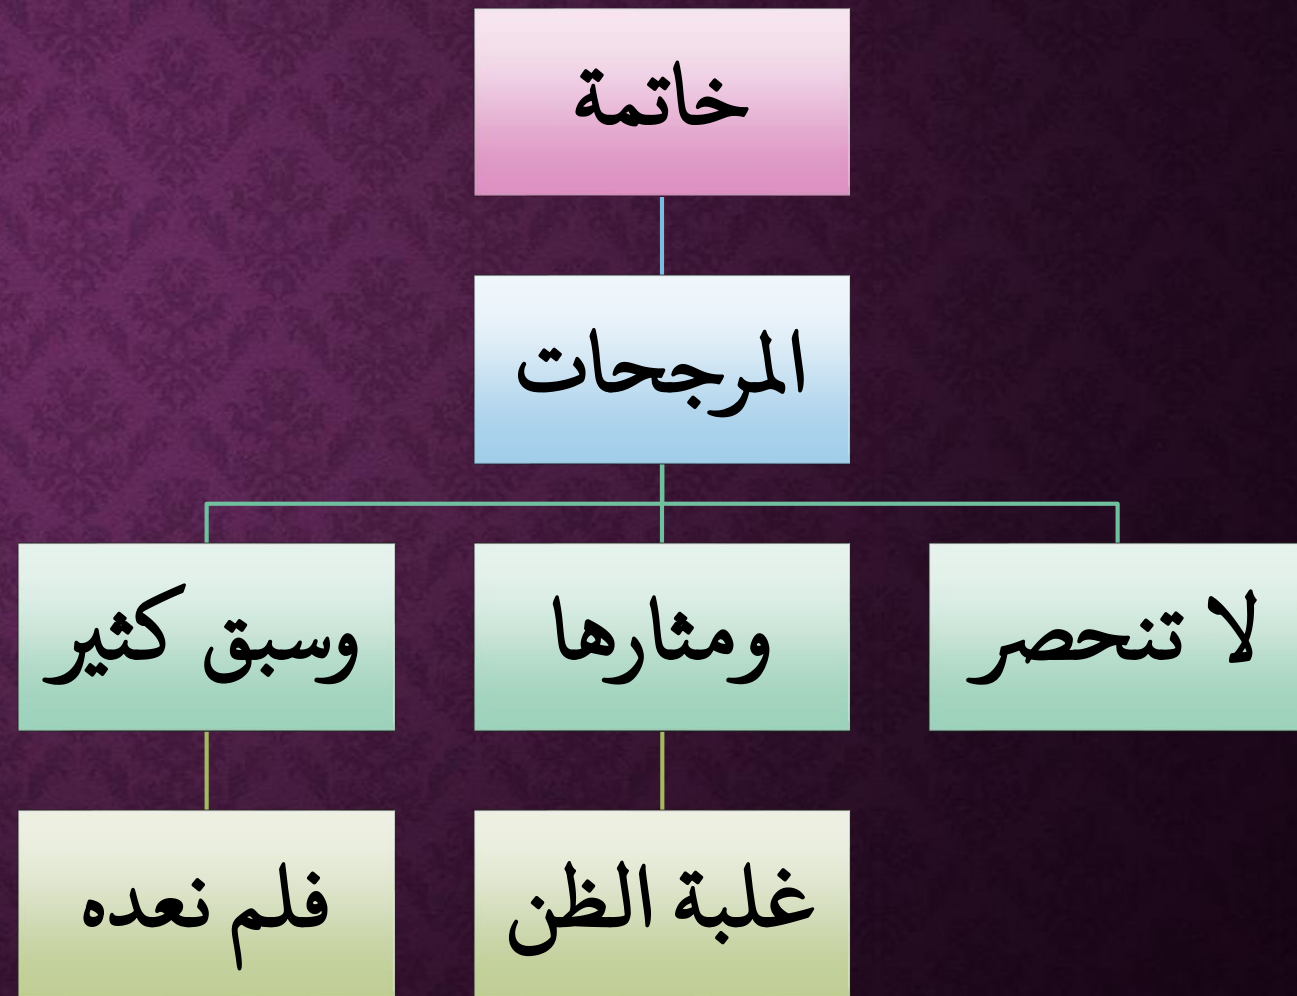 خاتمة
المرجحات
لا تنحصر
ومثارها
وسبق كثير
غلبة الظن
فلم نعده